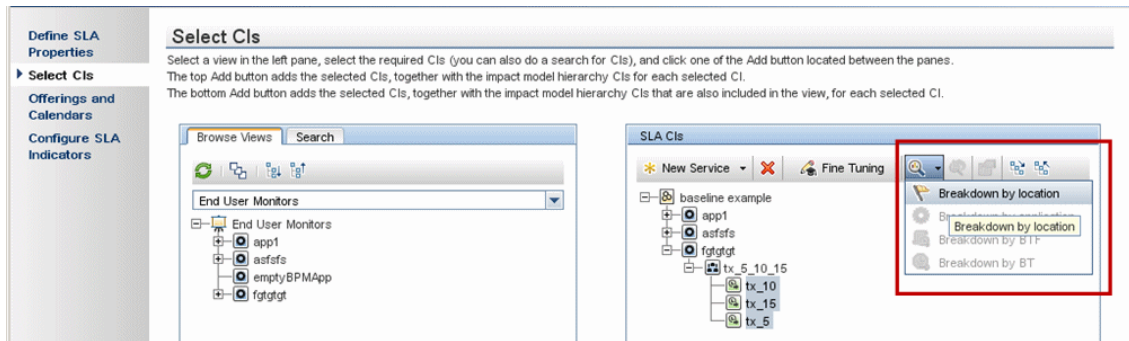 Define SLA
Properties
Select CIs
Offerings and
Calendars
Configure SLA
Indicators
Select CIs
Select a view in the left pane, select the required CIs (you can also do a search for CIs), and click one of the Add button located between the panes.
The top Add button adds the selected CIs, together with the impact model hierarchy CIs for each selected CI.
The bottom Add button adds the selected CIs, together with the impact model hierarchy CIs that are also included in the view, for each selected CI.
Browse Views Search
End User Monitors
End User Monitors
app1
asfsfs
emptyBPMApp
fgtgtgt
SLA CIs
New Service Fine Tuning
baseline example
app1
asfsfs
fgtgtgt
tx_5_10_15
tx_10
tx_15
tx_5
Breakdown by location
Breakdown by location
Breakdown by BTF
Breakdown by BT